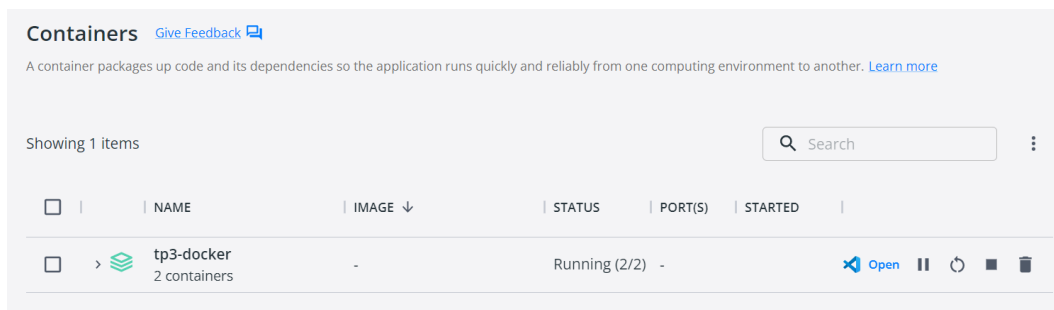 Containers Give Feedback
A container packages up code and its dependencies so the application runs quickly and reliably from one computing environment to another. Learn more
Showing 1 items
Search
NAME IMAGE STATUS PORT(S) STARTED
tp3-docker
2 containers
- Running (2/2) - Open